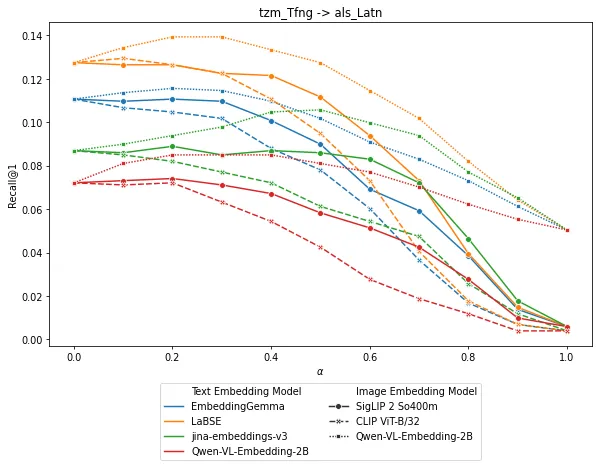 tzm_Tfng -> als_Latn
Recall@1
0.14
0.12
0.10
0.08
0.06
0.04
0.02
0.00
0.0 0.2 0.4 0.6 0.8 1.0
α
Text Embedding Model
EmbeddingGemma
LaBSE
jina-embeddings-v3
Qwen-VL-Embedding-2B
Image Embedding Model
SigLIP 2 So400m
CLIP ViT-B/32
Qwen-VL-Embedding-2B